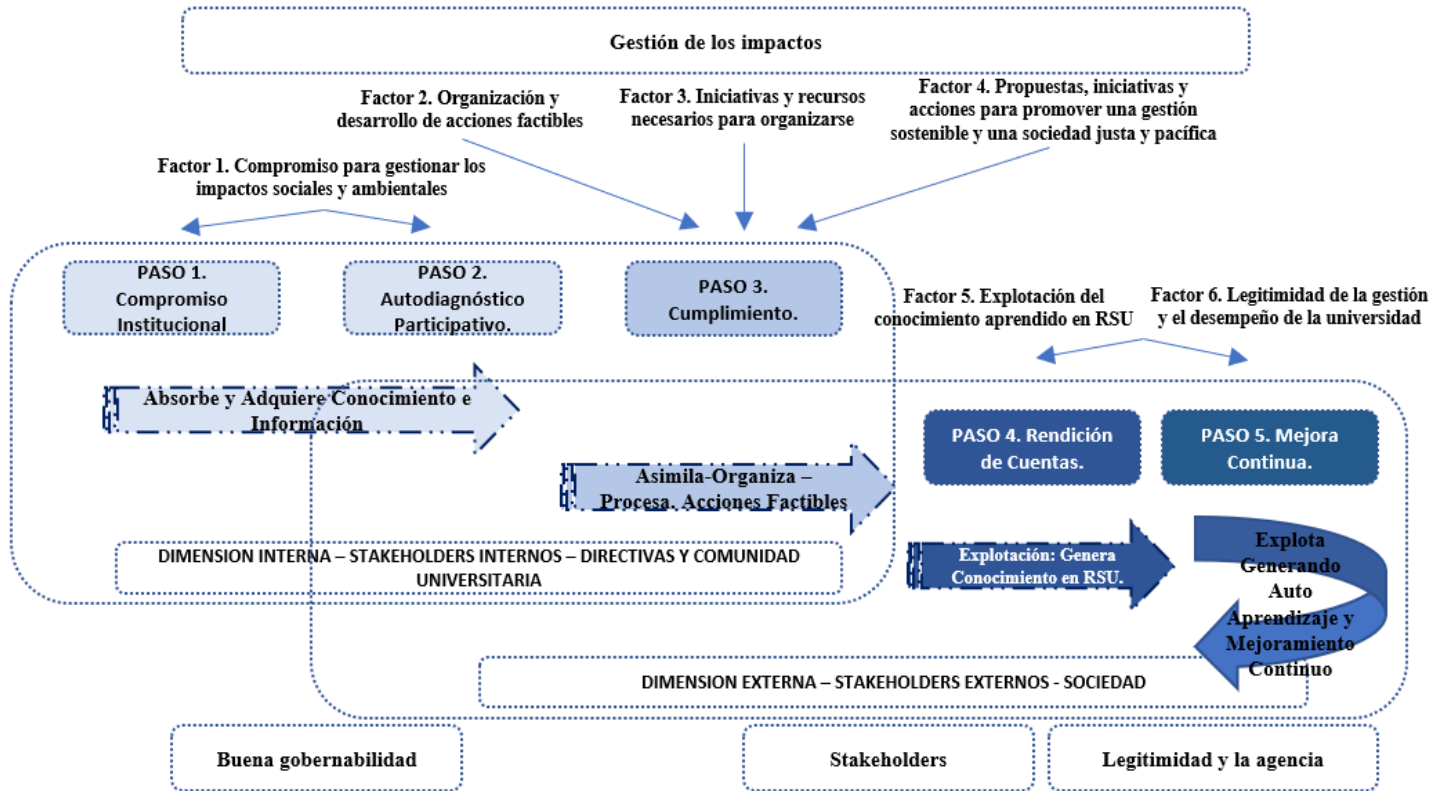 Gestión de los impactos
Factor 2. Organización y
desarrollo de acciones factibles
Factor 3. Iniciativas y recursos
necesarios para organizarse
Factor 4. Propuestas, iniciativas y
acciones para promover una gestión
sostenible y una sociedad justa y pacífica
Factor 1. Compromiso para gestionar los
impactos sociales y ambientales
PASO 1.
Compromiso
Institucional
PASO 2.
Autodiagnóstico
Participativo.
PASO 3.
Cumplimiento.
Factor 5. Explotación del
conocimiento aprendido en RSU
Factor 6. Legitimidad de la gestión
y el desempeño de la universidad
Absorbe y Adquiere Conocimiento e
Información
PASO 4. Rendición
de Cuentas.
PASO 5. Mejora
Continua.
Asimila-Organiza –
Procesa. Acciones Factibles
DIMENSION INTERNA – STAKEHOLDERS INTERNOS – DIRECTIVAS Y COMUNIDAD
UNIVERSITARIA
Explotación: Genera
Conocimiento en RSU.
Explota
Generando
Auto
Aprendizaje y
Mejoramiento
Continuo
DIMENSION EXTERNA – STAKEHOLDERS EXTERNOS - SOCIEDAD
Buena gobernabilidad
Stakeholders
Legitimidad y la agencia